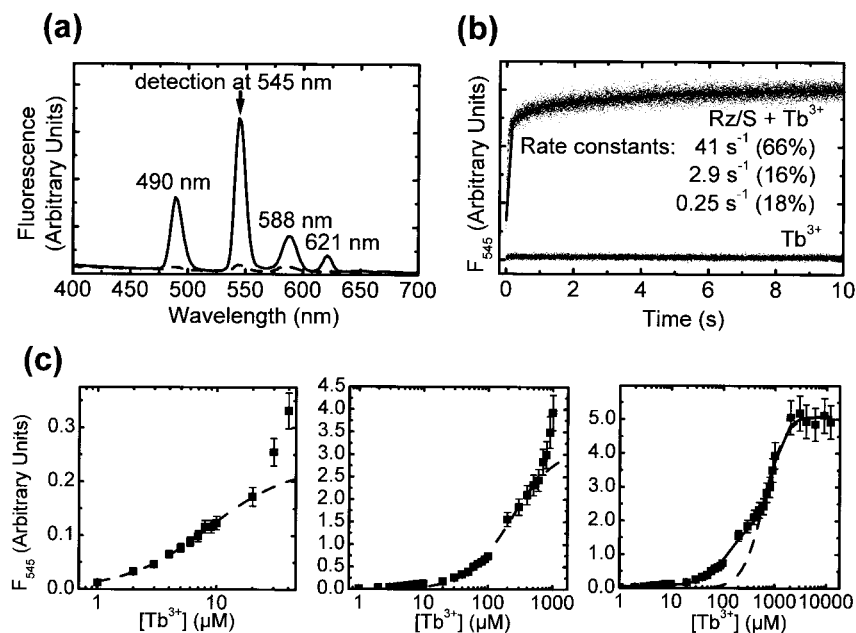 (a)
detection at 545 nm
490 nm
588 nm
621 nm
Fluorescence
(Arbitrary Units)
400 450 500 550 600 650 700
Wavelength (nm)
(b)
Rz/S + Tb³⁺
Rate constants: 41 s⁻¹ (66%)
2.9 s⁻¹ (16%)
0.25 s⁻¹ (18%)
Tb³⁺
F₅₄₅ (Arbitrary Units)
0 2 4 6 8 10
Time (s)
(c)
F₅₄₅ (Arbitrary Units)
0.3
0.2
0.1
0.0
1 10
[Tb³⁺] (µM)
4.5
4.0
3.5
3.0
2.5
2.0
1.5
1.0
0.5
0.0
1 10 100 1000
[Tb³⁺] (µM)
5.0
4.0
3.0
2.0
1.0
0.0
1 10 100 1000 10000
[Tb³⁺] (µM)